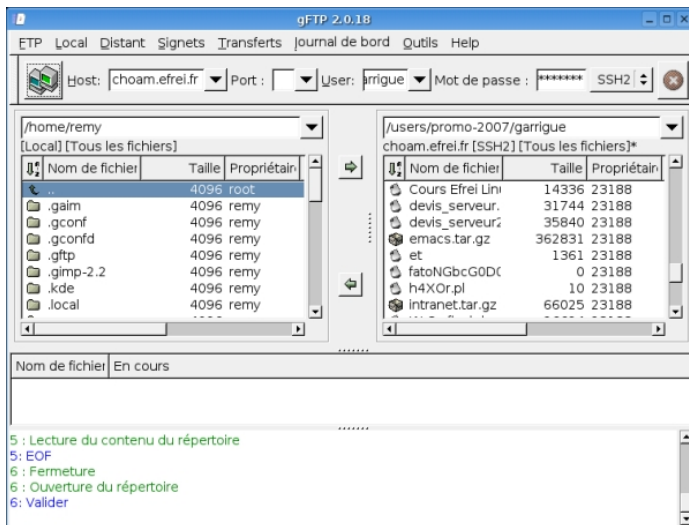 gFTP 2.0.18
FTP Local Distant Signets Transferts Journal de bord Outils Help
Host: choam.efrei.fr Port : User: arrigue Mot de passe : ******* SSH2
/home/remy
[Local] [Tous les fichiers]
Nom de fichier Taille Propriétaire
.. 4096 root
.gaim 4096 remy
.gconf 4096 remy
.gconfd 4096 remy
.gftp 4096 remy
.gimp-2.2 4096 remy
.kde 4096 remy
.local 4096 remy
/users/promo-2007/garrigue
choam.efrei.fr [SSH2] [Tous les fichiers]*
Nom de fichier Taille Propriétaire
Cours Efrei Linu 14336 23188
devis_serveur. 31744 23188
devis_serveur2 35840 23188
emacs.tar.gz 362831 23188
et 1361 23188
fatoNGbcG0D( 0 23188
h4XOr.pl 10 23188
intranet.tar.gz 66025 23188
Nom de fichier En cours
5 : Lecture du contenu du répertoire
5: EOF
6 : Fermeture
6 : Ouverture du répertoire
6: Valider